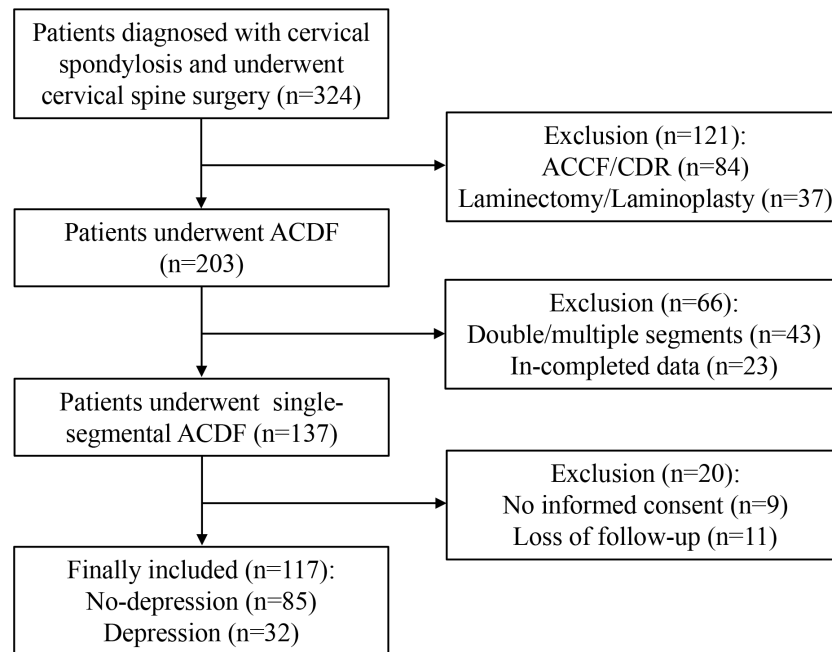 Patients diagnosed with cervical
spondylosis and underwent
cervical spine surgery (n=324)
Exclusion (n=121):
ACCF/CDR (n=84)
Laminectomy/Laminoplasty (n=37)
Patients underwent ACDF
(n=203)
Exclusion (n=66):
Double/multiple segments (n=43)
In-completed data (n=23)
Patients underwent single-
segmental ACDF (n=137)
Exclusion (n=20):
No informed consent (n=9)
Loss of follow-up (n=11)
Finally included (n=117):
No-depression (n=85)
Depression (n=32)